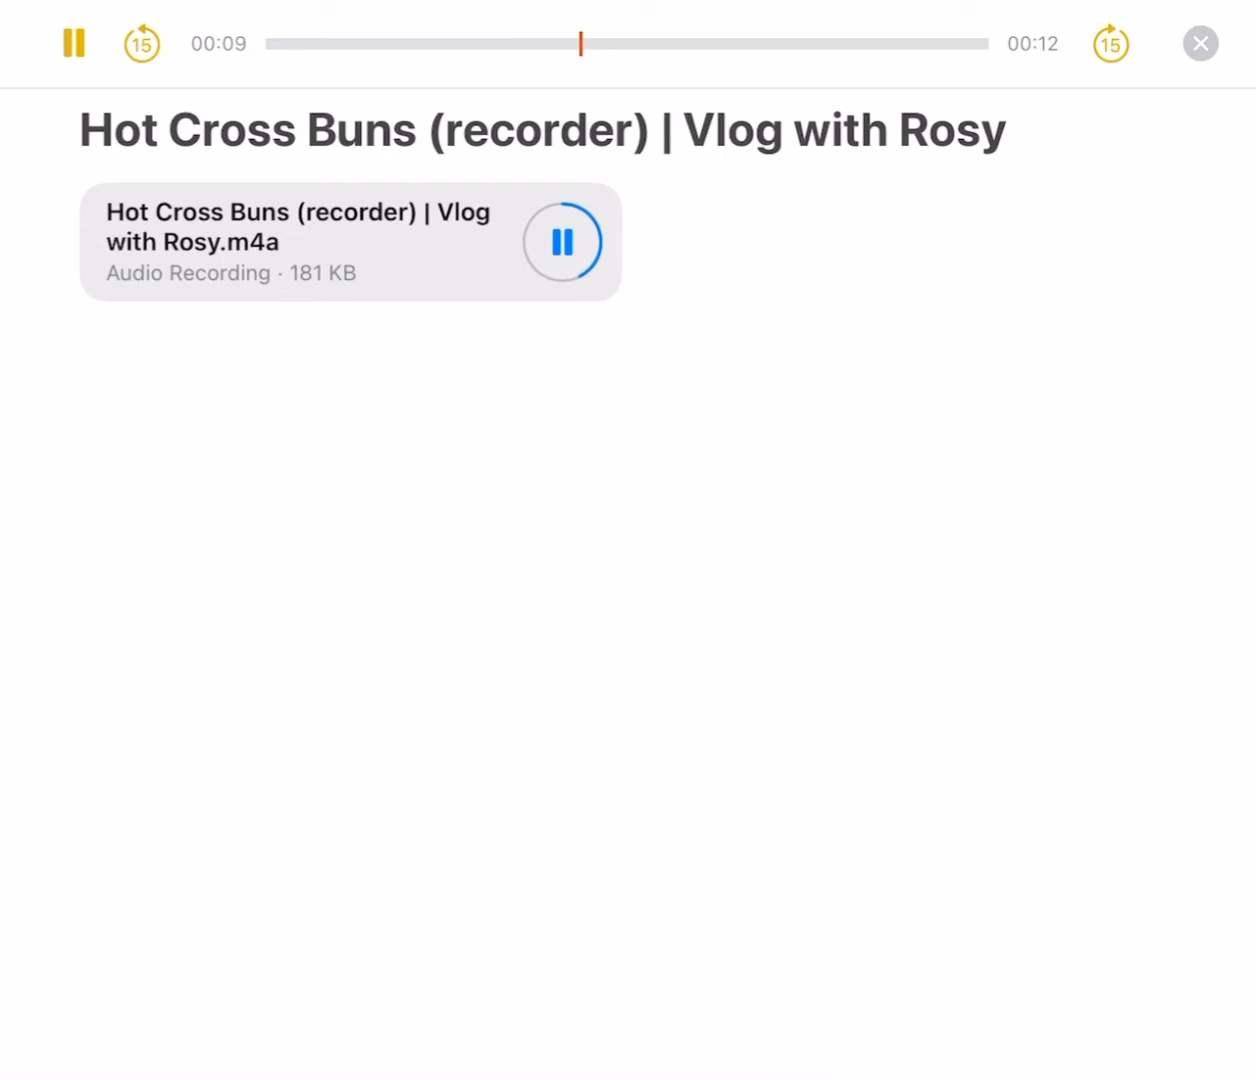 15 00:09 00:12 15
Hot Cross Buns (recorder) | Vlog with Rosy
Hot Cross Buns (recorder) | Vlog
with Rosy.m4a
Audio Recording · 181 KB